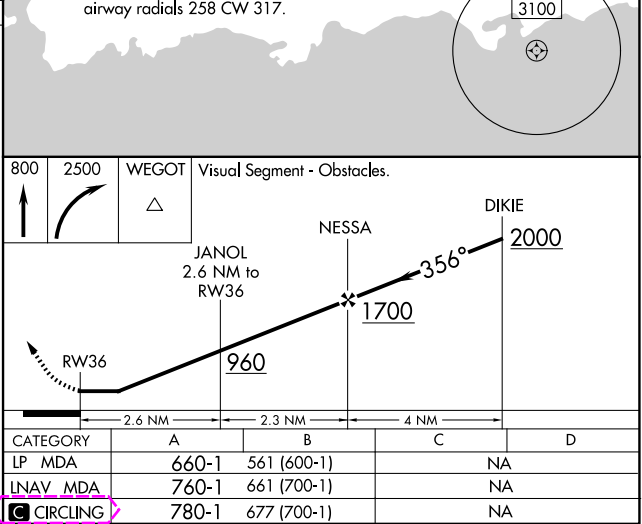 airway radials 258 CW 317.
3100
800 2500 WEGOT Visual Segment - Obstacles.
DIKIE
NESSA
2000
JANOL
2.6 NM to
RW36
356°
1700
RW36
960
2.6 NM 2.3 NM 4 NM
CATEGORY A B C D
LP MDA 660-1 561 (600-1) NA
LNAV MDA 760-1 661 (700-1) NA
C CIRCLING 780-1 677 (700-1) NA